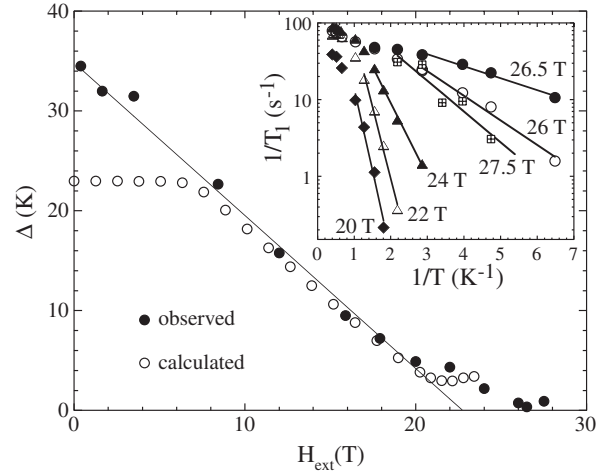 40
30
20
10
0
Δ (K)
0
10
20
30
H_ext(T)
observed
calculated
100
10
1
1/T_1 (s^-1)
0
1
2
3
4
5
6
7
1/T (K^-1)
26.5 T
26 T
27.5 T
24 T
22 T
20 T